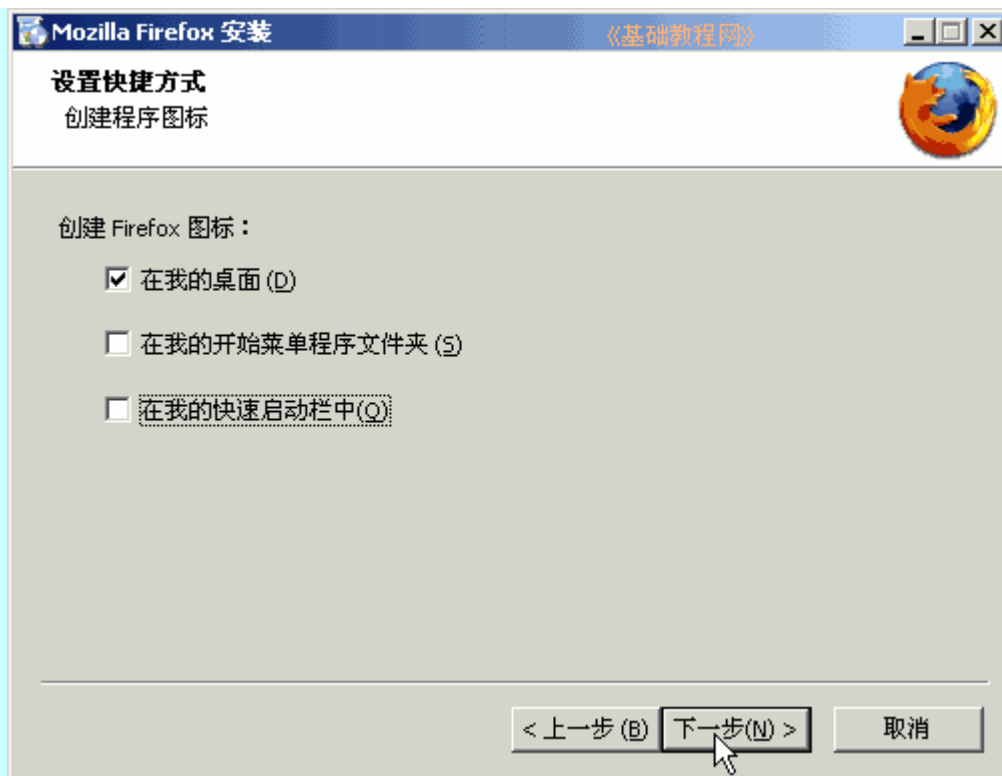 Mozilla Firefox 安装
《基础教程网》
设置快捷方式
创建程序图标
创建 Firefox 图标：
在我的桌面 (D)
在我的开始菜单程序文件夹 (S)
在我的快速启动栏中(Q)
< 上一步 (B)
下一步(N) >
取消